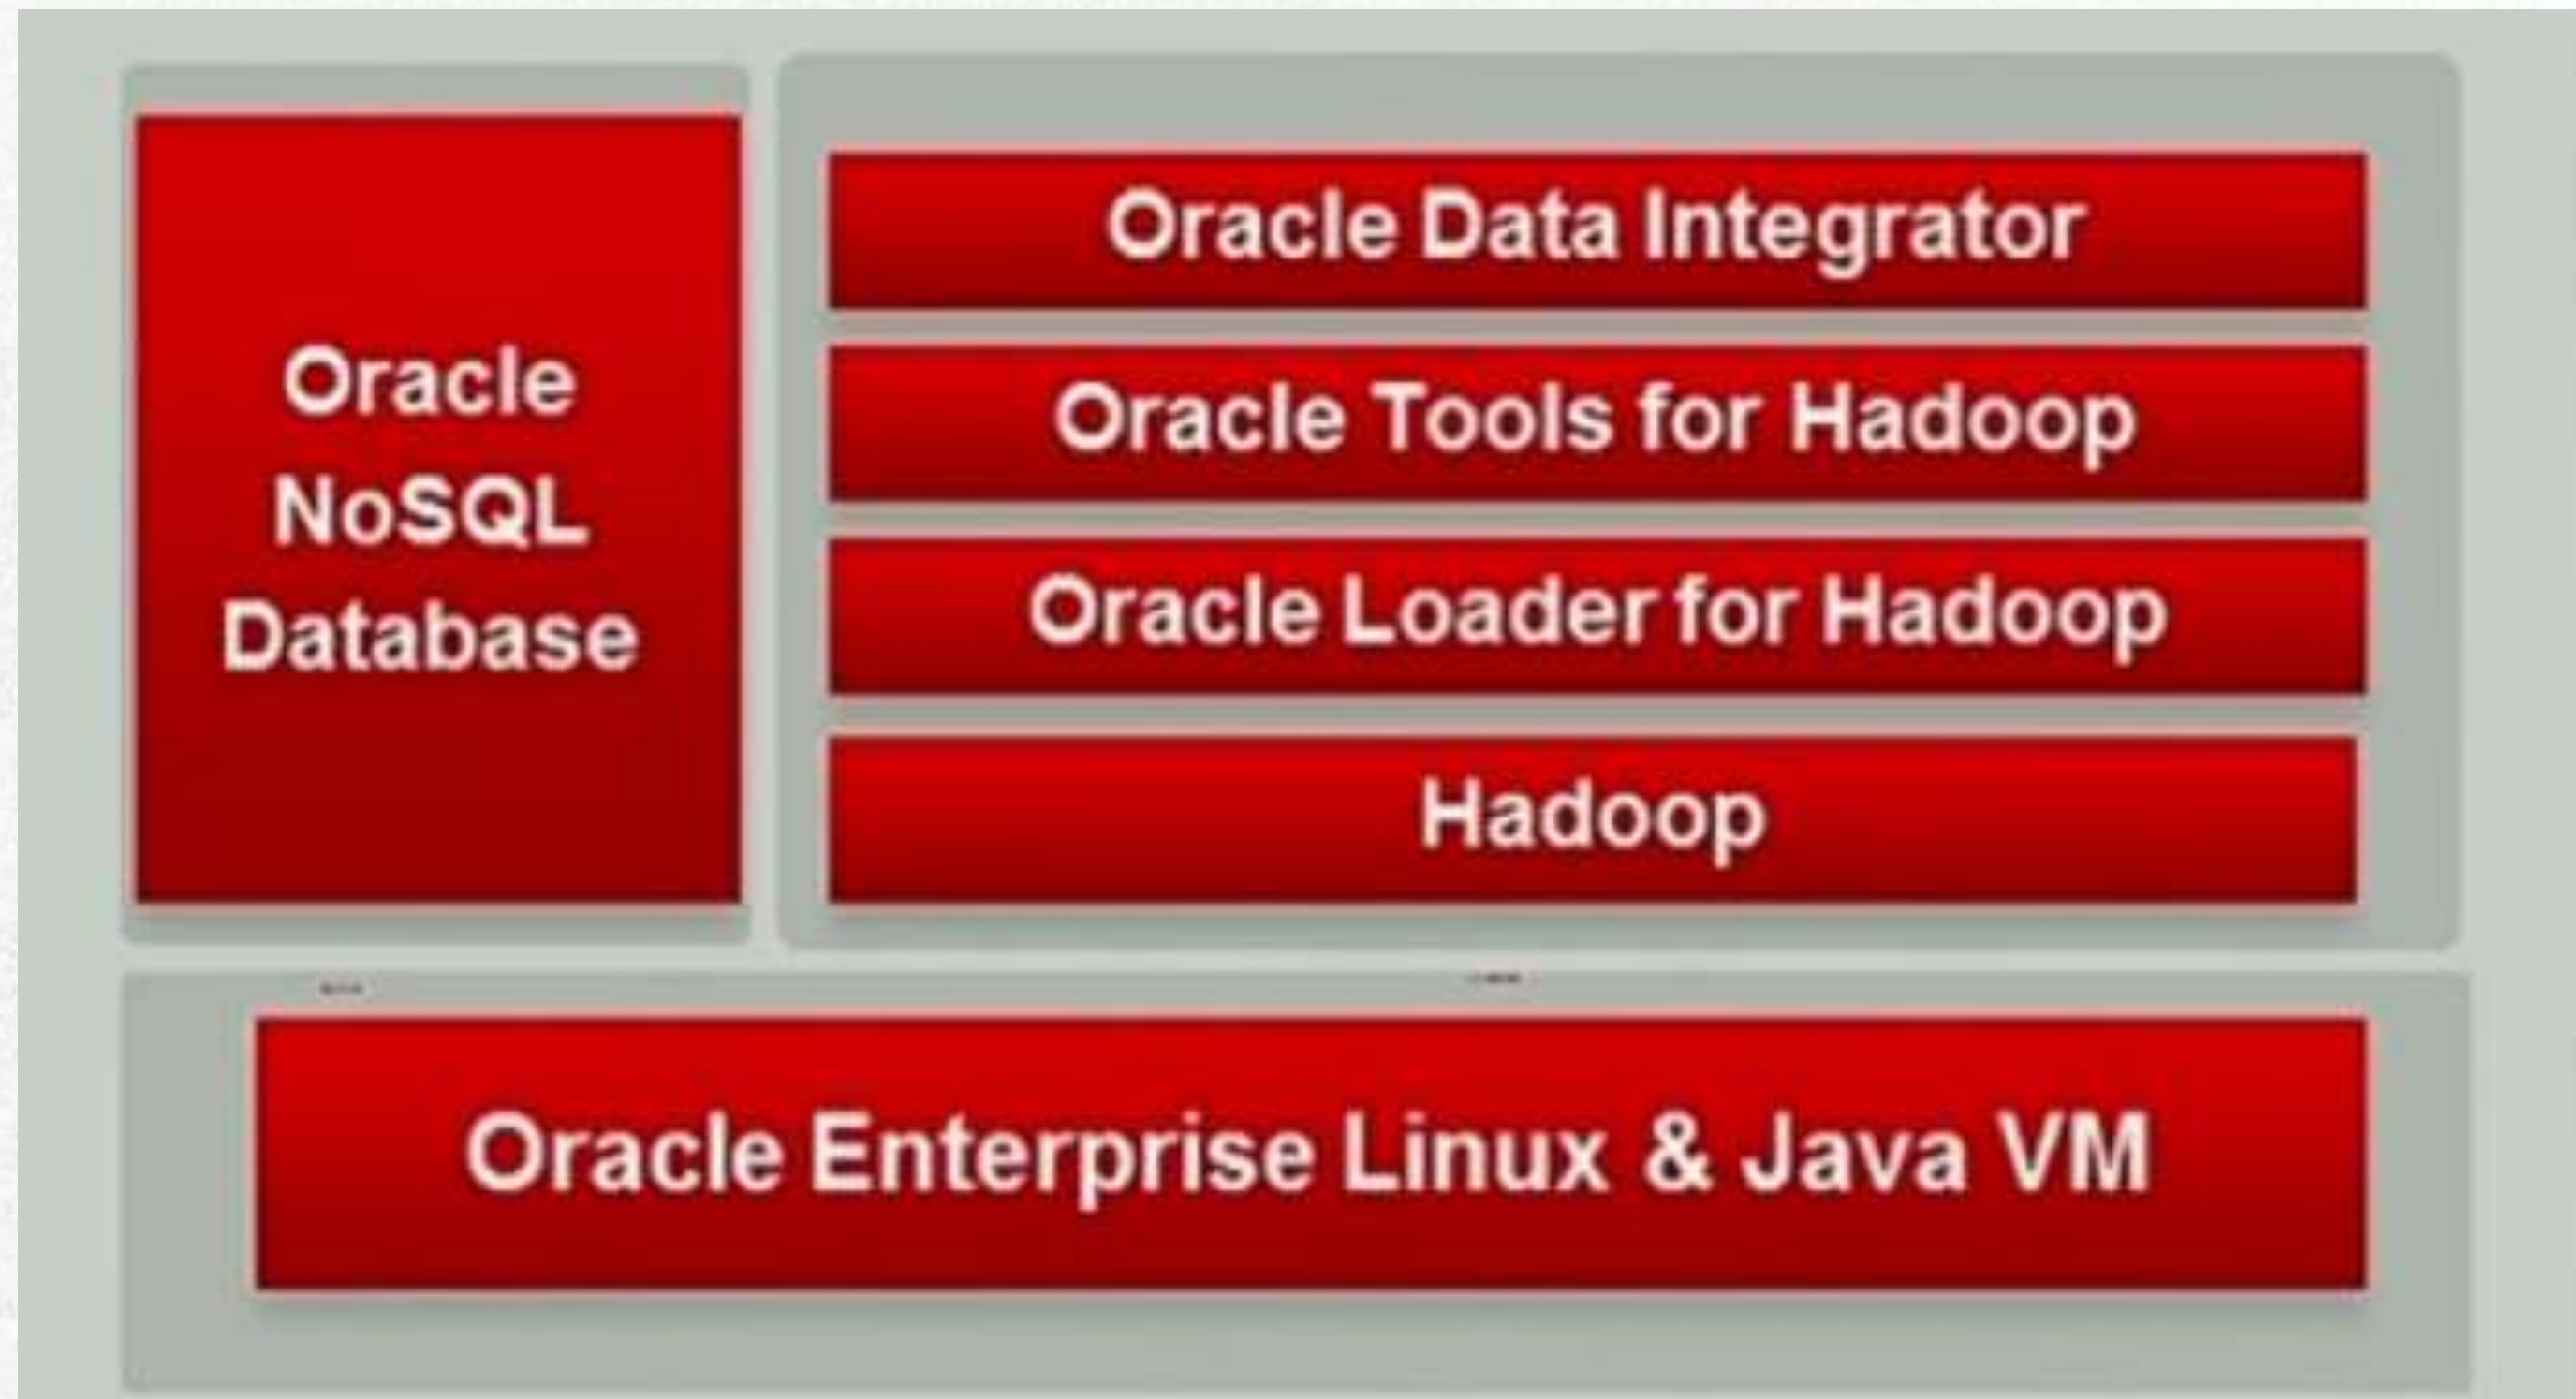 Oracle
NoSQL
Database
Oracle Data Integrator
Oracle Tools for Hadoop
Oracle Loader for Hadoop
Hadoop
Oracle Enterprise Linux & Java VM